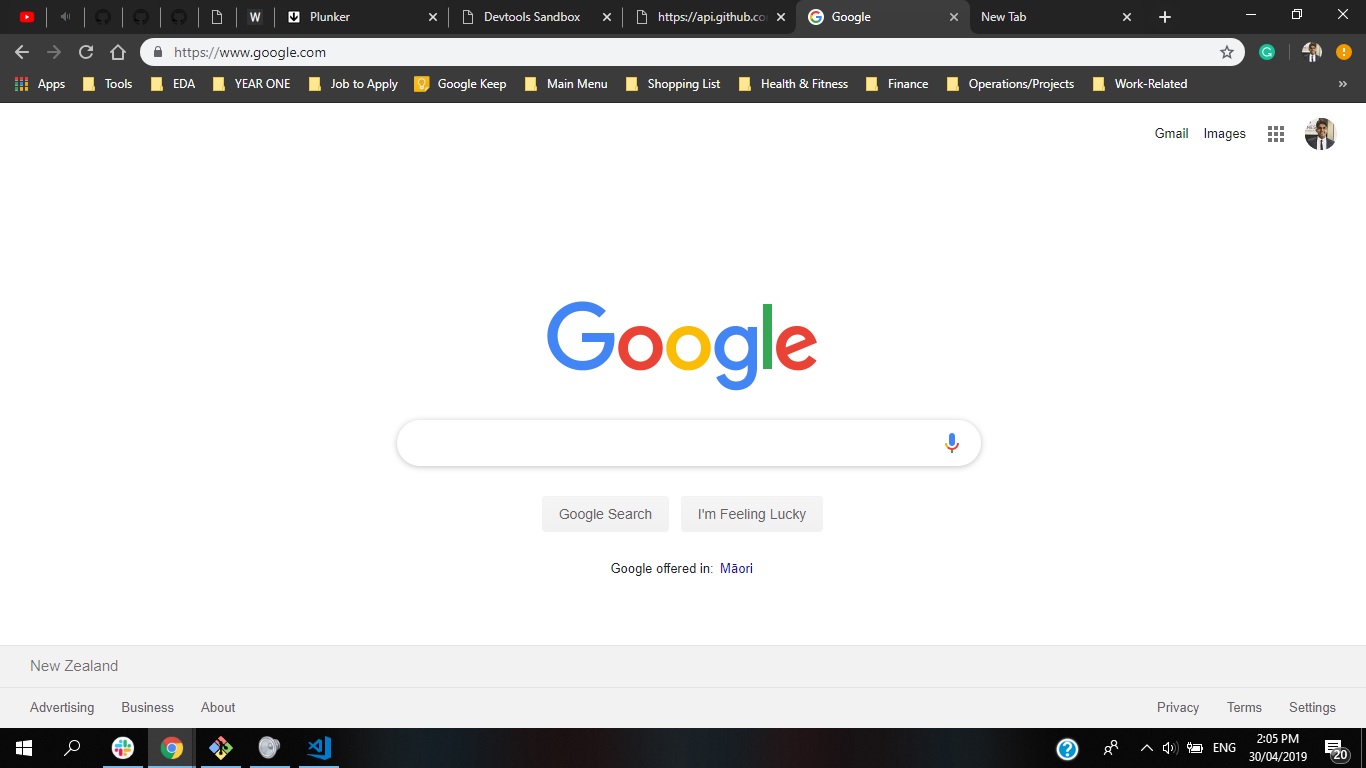 W Plunker Devtools Sandbox https://api.github.co Google New Tab
https://www.google.com
Apps Tools EDA YEAR ONE Job to Apply Google Keep Main Menu Shopping List Health & Fitness Finance Operations/Projects Work-Related »
Gmail Images
Google
Google Search I'm Feeling Lucky
Google offered in: Māori
New Zealand
Advertising Business About Privacy Terms Settings
ENG 2:05 PM
30/04/2019 20